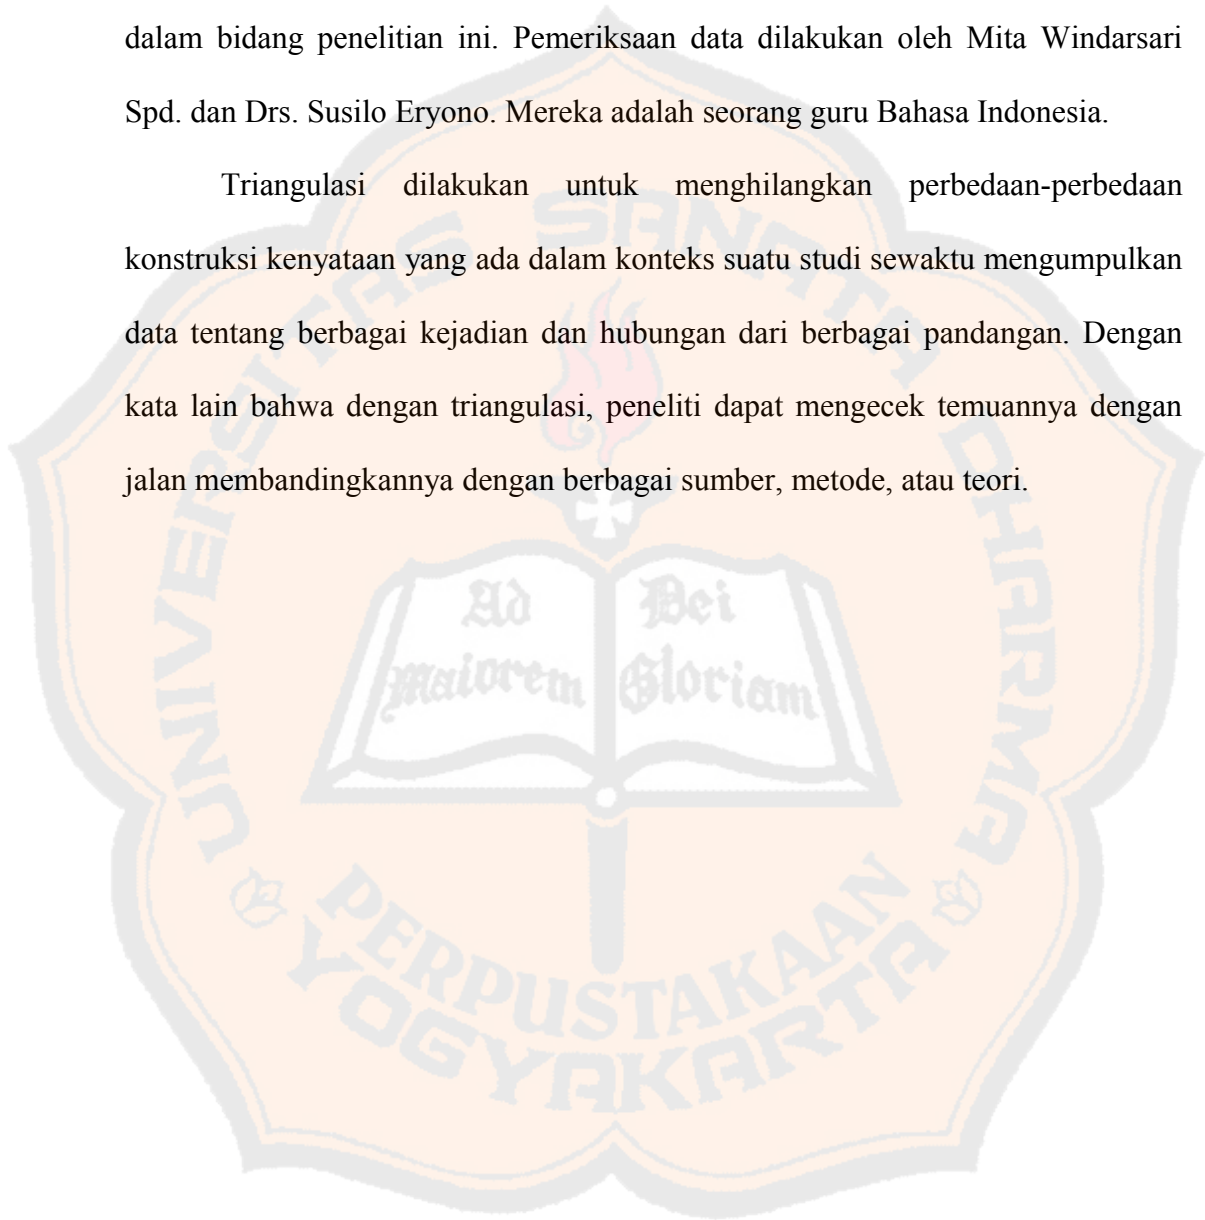 dalam bidang penelitian ini. Pemeriksaan data dilakukan oleh Mita Windarsari
Spd. dan Drs. Susilo Eryono. Mereka adalah seorang guru Bahasa Indonesia.
Triangulasi dilakukan untuk menghilangkan perbedaan-perbedaan
konstruksi kenyataan yang ada dalam konteks suatu studi sewaktu mengumpulkan
data tentang berbagai kejadian dan hubungan dari berbagai pandangan. Dengan
kata lain bahwa dengan triangulasi, peneliti dapat mengecek temuannya dengan
jalan membandingkannya dengan berbagai sumber, metode, atau teori.
UNIVERSITAS SANATA DHARMA
Ad Dei
Maiorem Gloriam
PERPUSTAKAAN
YOGYAKARTA